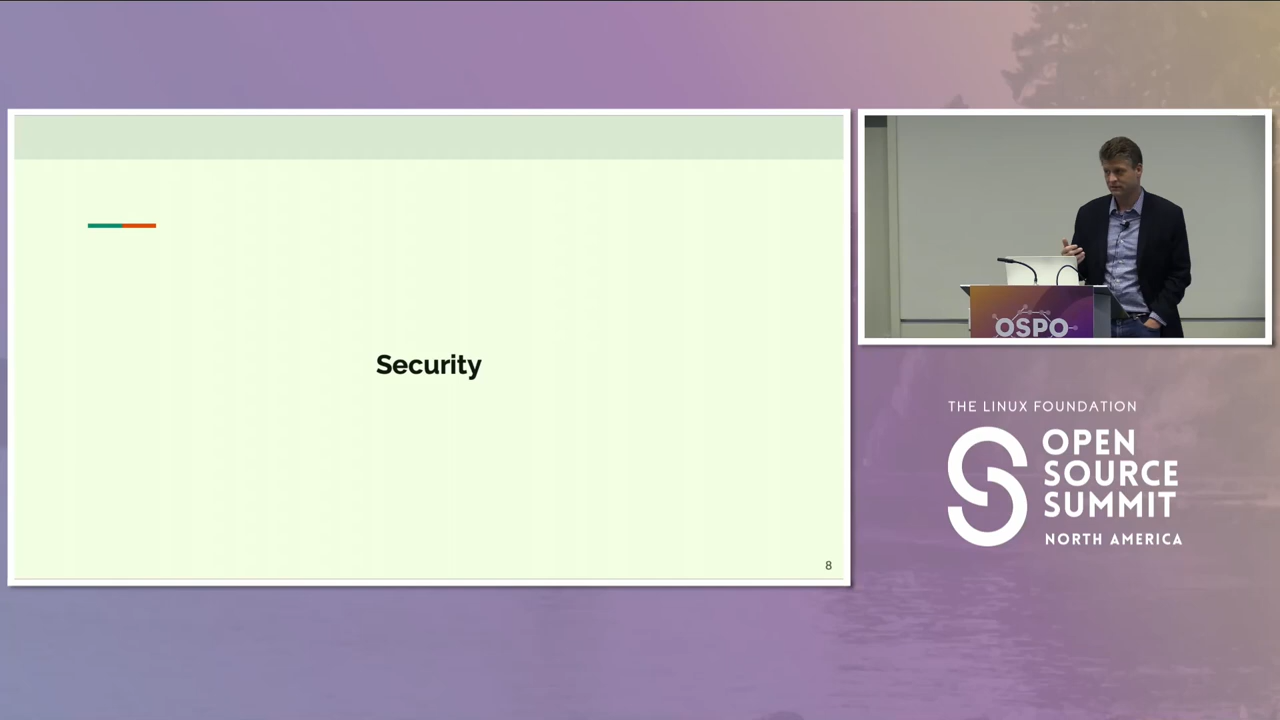 Security
8
OSPO
THE LINUX FOUNDATION
OPEN
SOURCE
SUMMIT
NORTH AMERICA